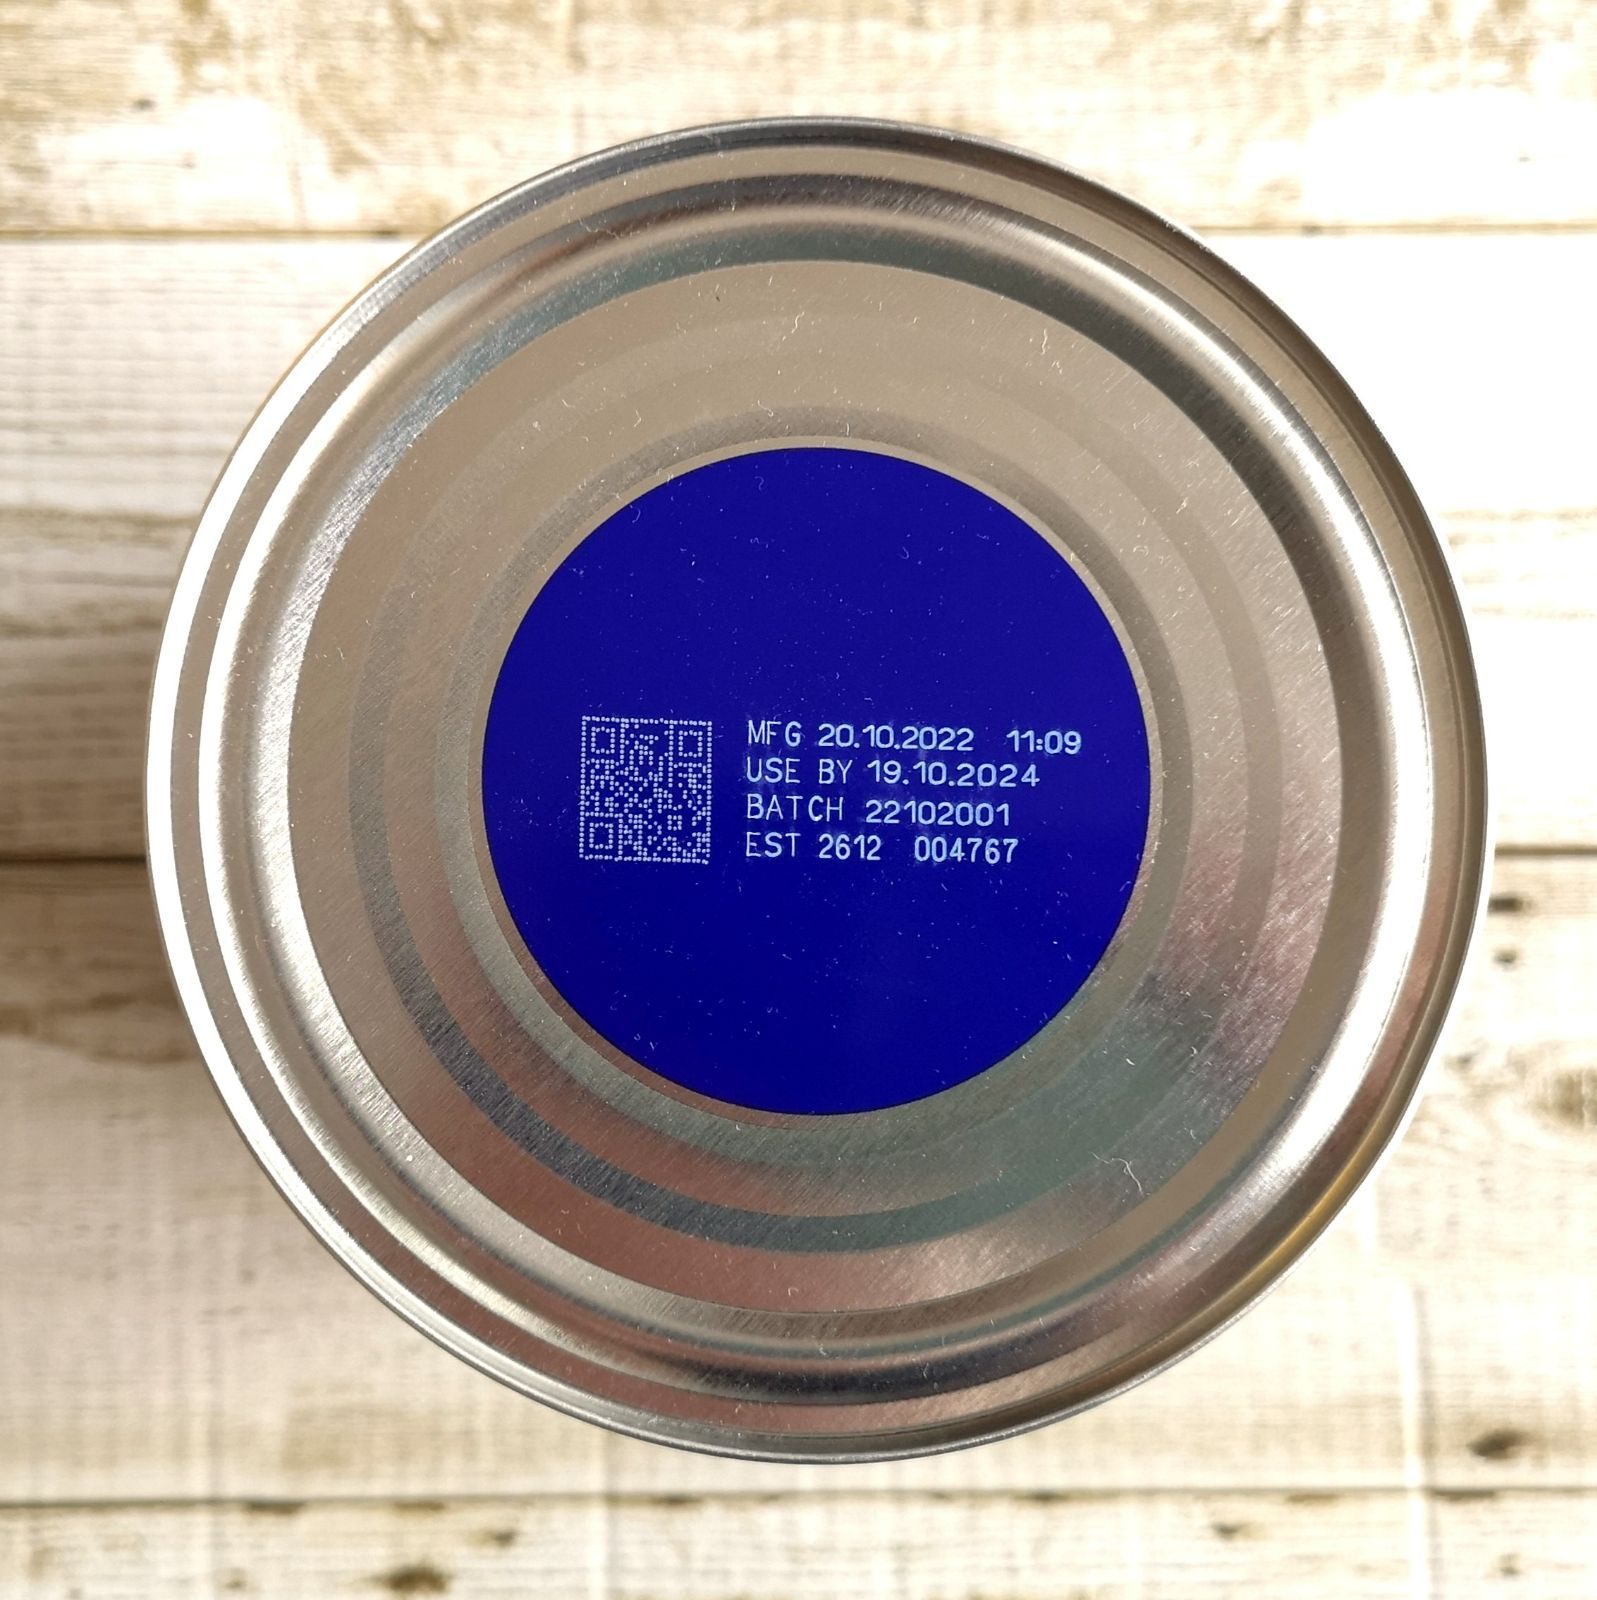 MFG 20.10.2022 11:09
USE BY 19.10.2024
BATCH 22102001
EST 2612 004767